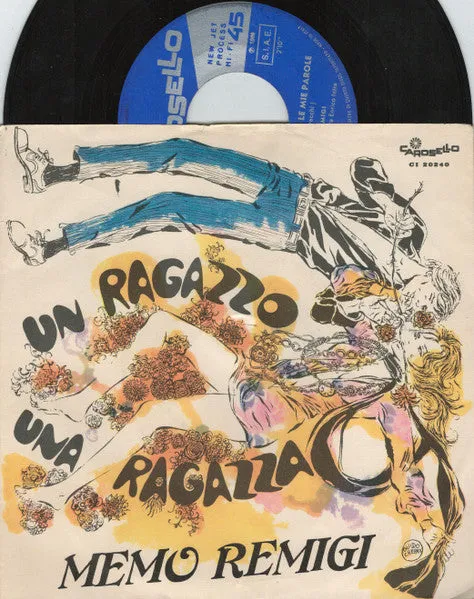 CAROSELLO
NEW JET
PROCESS
HI-FI 45
S.I.A.E.
LE MIE PAROLE
CAROSELLO
CI 20240
UN RAGAZZO
UNA
RAGAZZA
MEMO REMIGI